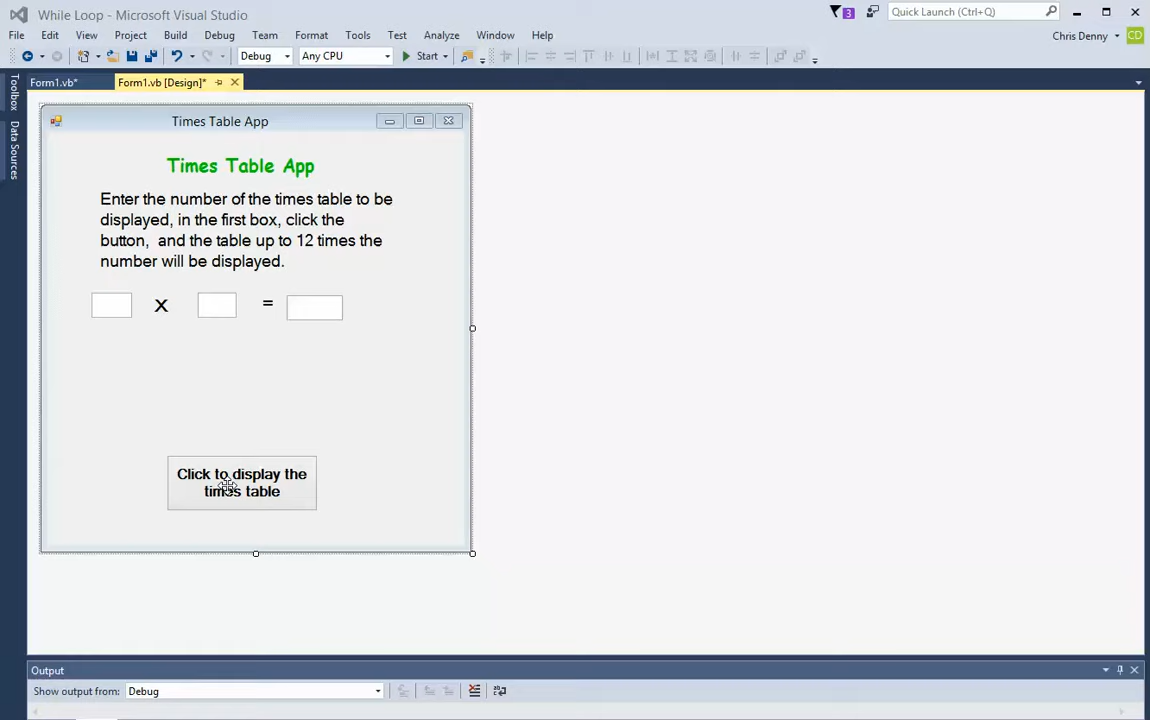 While Loop - Microsoft Visual Studio
3
Quick Launch (Ctrl+Q)
File Edit View Project Build Debug Team Format Tools Test Analyze Window Help
Chris Denny
CD
Debug Any CPU Start
Toolbox
Data Sources
Form1.vb* Form1.vb [Design]*
Times Table App
Times Table App
Enter the number of the times table to be
displayed, in the first box, click the
button, and the table up to 12 times the
number will be displayed.
X =
Click to display the
times table
Output
Show output from: Debug